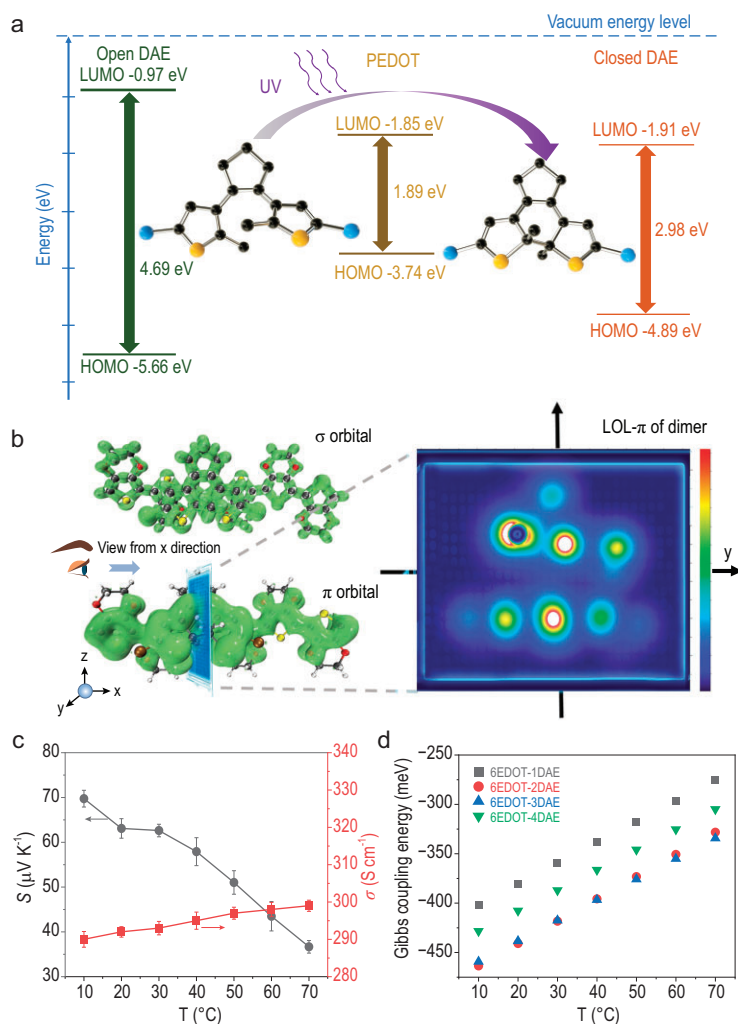 a
Vacuum energy level
Open DAE
LUMO -0.97 eV
UV
PEDOT
Closed DAE
LUMO -1.85 eV
LUMO -1.91 eV
Energy (eV)
4.69 eV
1.89 eV
2.98 eV
HOMO -3.74 eV
HOMO -4.89 eV
HOMO -5.66 eV
b
σ orbital
LOL-π of dimer
View from x direction
π orbital
y
z
x
y
c
S (μV K⁻¹)
80
70
60
50
40
30
340
330
320
310
300
290
280
σ (S cm⁻¹)
10 20 30 40 50 60 70
T (°C)
d
Gibbs coupling energy (meV)
−250
−300
−350
−400
−450
6EDOT-1DAE
6EDOT-2DAE
6EDOT-3DAE
6EDOT-4DAE
10 20 30 40 50 60 70
T (°C)